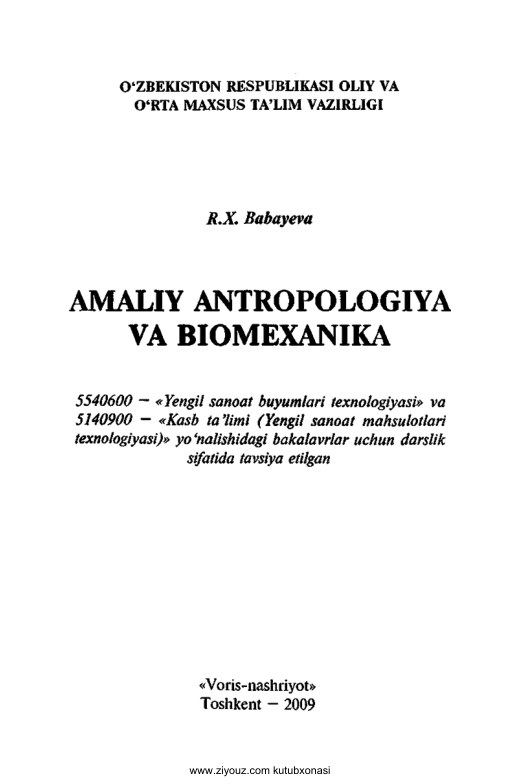 O‘ZBEKISTON RESPUBLIKASI OLIY VA
O‘RTA MAXSUS TA’LIM VAZIRLIGI
R.X. Babayeva
AMALIY ANTROPOLOGIYA
VA BIOMEXANIKA
5540600 — «Yengil sanoat buyumlari texnologiyasi» va
5140900 — «Kasb ta’limi (Yengil sanoat mahsulotlari
texnologiyasi)» yo‘nalishidagi bakalavrlar uchun darslik
sifatida tavsiya etilgan
«Voris-nashriyot»
Toshkent — 2009
www.ziyouz.com kutubxonasi